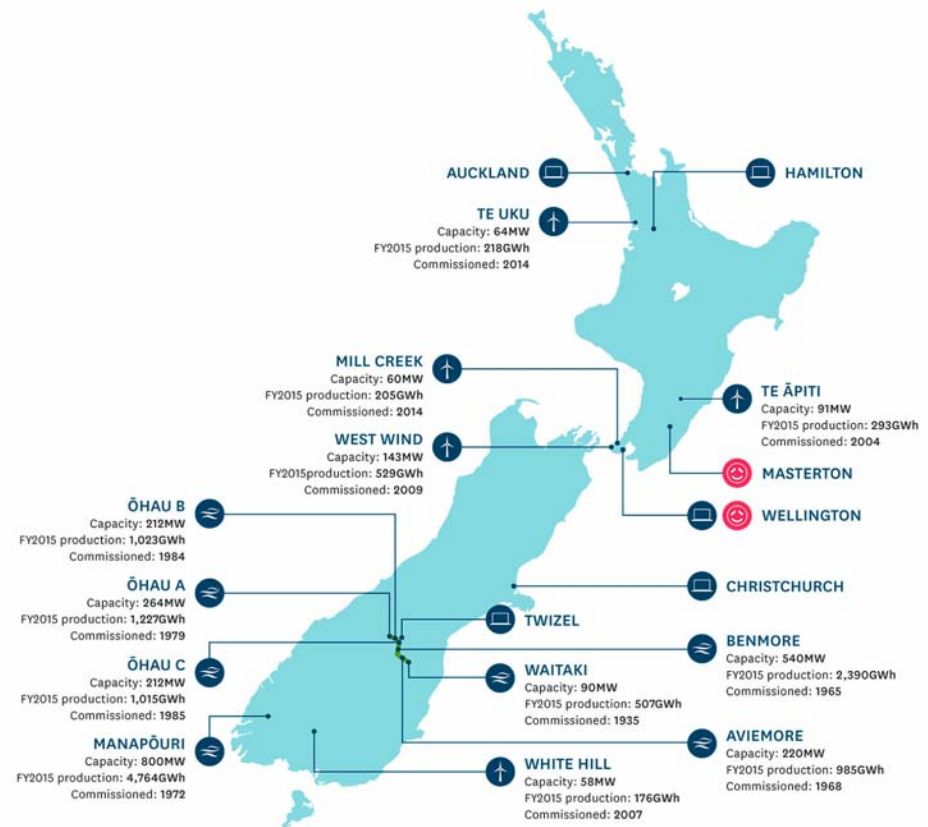 AUCKLAND
HAMILTON
TE UKU
Capacity: 64MW
FY2015 production: 218GWh
Commissioned: 2014
MILL CREEK
Capacity: 60MW
FY2015 production: 205GWh
Commissioned: 2014
TE ĀPITI
Capacity: 91MW
FY2015 production: 293GWh
Commissioned: 2004
WEST WIND
Capacity: 143MW
FY2015production: 529GWh
Commissioned: 2009
MASTERTON
WELLINGTON
ŌHAU B
Capacity: 212MW
FY2015 production: 1,023GWh
Commissioned: 1984
ŌHAU A
Capacity: 264MW
FY2015 production: 1,227GWh
Commissioned: 1979
CHRISTCHURCH
TWIZEL
BENMORE
Capacity: 540MW
FY2015 production: 2,390GWh
Commissioned: 1965
ŌHAU C
Capacity: 212MW
FY2015 production: 1,015GWh
Commissioned: 1985
WAITAKI
Capacity: 90MW
FY2015 production: 507GWh
Commissioned: 1935
MANAPŌURI
Capacity: 800MW
FY2015 production: 4,764GWh
Commissioned: 1972
AVIEMORE
Capacity: 220MW
FY2015 production: 985GWh
Commissioned: 1968
WHITE HILL
Capacity: 58MW
FY2015 production: 176GWh
Commissioned: 2007